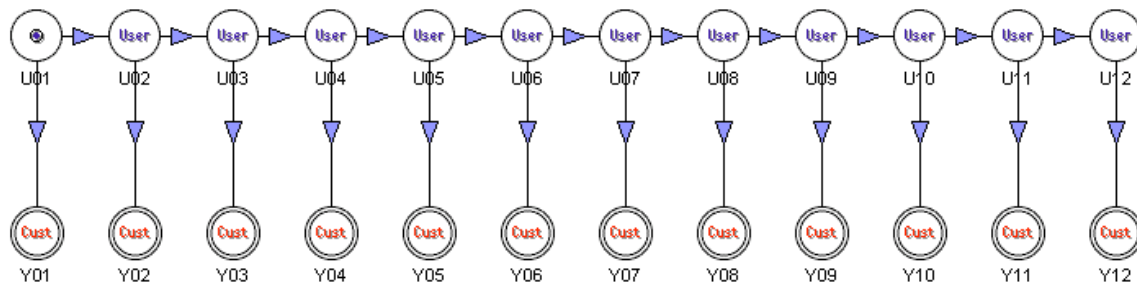 User User User User User User User User User User User
U01 U02 U03 U04 U05 U06 U07 U08 U09 U10 U11 U12
Cust Cust Cust Cust Cust Cust Cust Cust Cust Cust Cust Cust
Y01 Y02 Y03 Y04 Y05 Y06 Y07 Y08 Y09 Y10 Y11 Y12